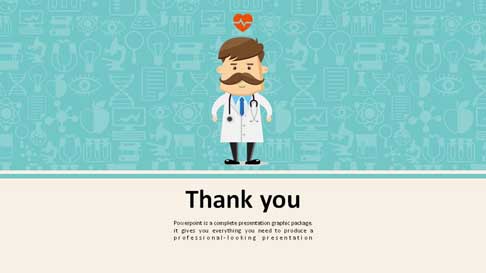 Thank you
Powerpoint is a complete presentation graphic package.
it gives you everything you need to produce a
professional-looking presentation